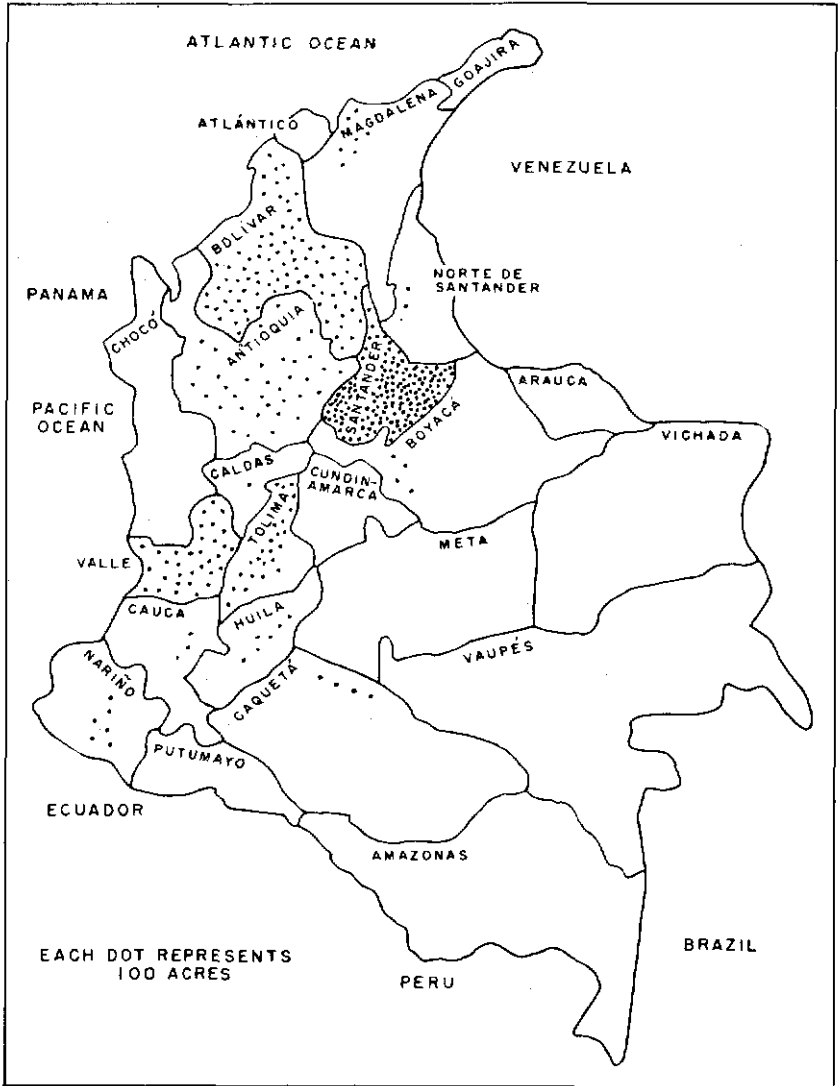 ATLANTIC OCEAN
GOAJIRA
MAGDALENA
ATLÁNTICO
VENEZUELA
BOLÍVAR
NORTE DE
SANTANDER
PANAMA
CHOCÓ
ANTIOQUIA
SANTANDER
ARAUCA
PACIFIC
OCEAN
BOYACÁ
VICHADA
CALDAS
CUNDIN-
AMARCA
TOLIMA
META
VALLE
CAUCA
HUILA
VAUPÉS
NARIÑO
CAQUETÁ
PUTUMAYO
ECUADOR
AMAZONAS
EACH DOT REPRESENTS
100 ACRES
BRAZIL
PERU